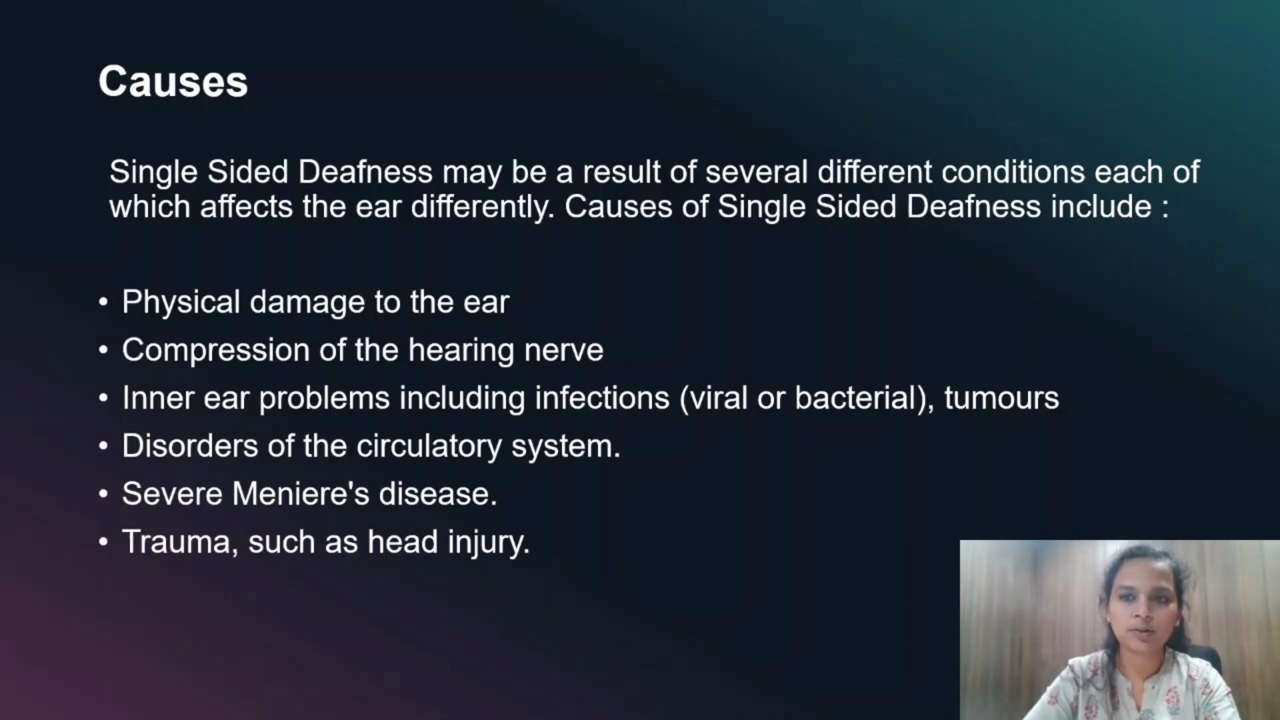 Causes
Single Sided Deafness may be a result of several different conditions each of
which affects the ear differently. Causes of Single Sided Deafness include :
• Physical damage to the ear
• Compression of the hearing nerve
• Inner ear problems including infections (viral or bacterial), tumours
• Disorders of the circulatory system.
• Severe Meniere's disease.
• Trauma, such as head injury.